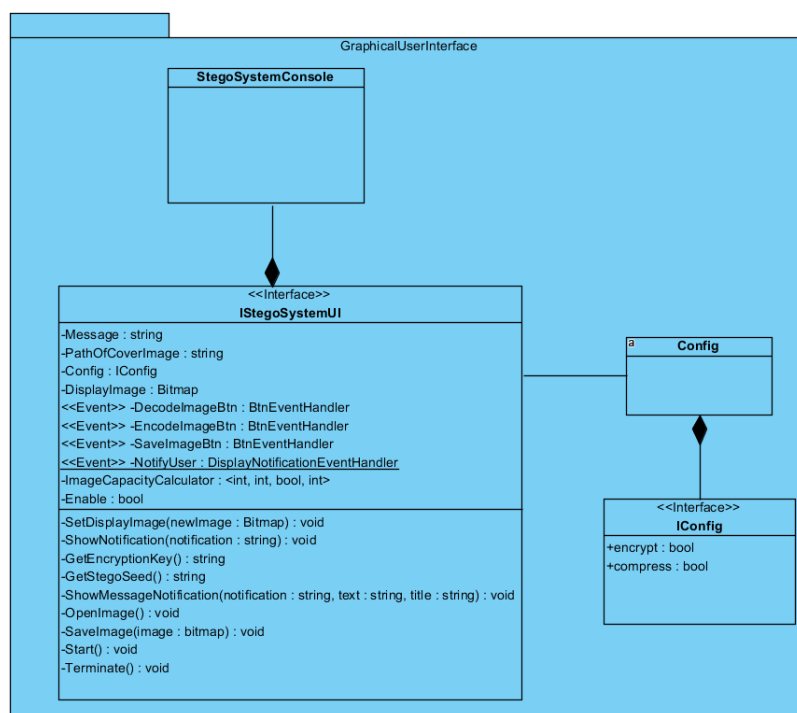 GraphicalUserInterface
StegoSystemConsole
<<Interface>>
IStegoSystemUI
-Message : string
-PathOfCoverImage : string
-Config : IConfig
-DisplayImage : Bitmap
<<Event>> -DecodeImageBtn : BtnEventHandler
<<Event>> -EncodeImageBtn : BtnEventHandler
<<Event>> -SaveImageBtn : BtnEventHandler
<<Event>> -NotifyUser : DisplayNotificationEventHandler
-ImageCapacityCalculator : <int, int, bool, int>
-Enable : bool
-SetDisplayImage(newImage : Bitmap) : void
-ShowNotification(notification : string) : void
-GetEncryptionKey() : string
-GetStegoSeed() : string
-ShowMessageNotification(notification : string, text : string, title : string) : void
-OpenImage() : void
-SaveImage(image : bitmap) : void
-Start() : void
-Terminate() : void
a
Config
<<Interface>>
IConfig
+encrypt : bool
+compress : bool